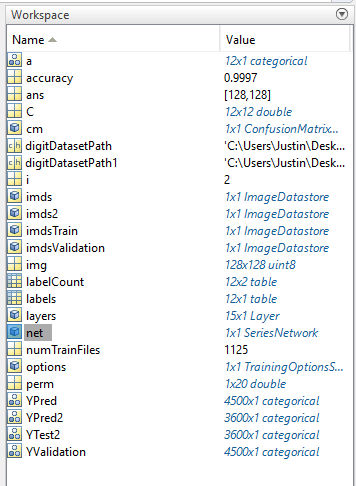 Workspace
Name Value
a 12x1 categorical
accuracy 0.9997
ans [128,128]
C 12x12 double
cm 1x1 ConfusionMatrix...
ch digitDatasetPath 'C:\Users\Justin\Desk...
ch digitDatasetPath1 'C:\Users\Justin\Desk...
i 2
imds 1x1 ImageDatastore
imds2 1x1 ImageDatastore
imdsTrain 1x1 ImageDatastore
imdsValidation 1x1 ImageDatastore
img 128x128 uint8
labelCount 12x2 table
labels 12x1 table
layers 15x1 Layer
net 1x1 SeriesNetwork
numTrainFiles 1125
options 1x1 TrainingOptionsS...
perm 1x20 double
YPred 4500x1 categorical
YPred2 3600x1 categorical
YTest2 3600x1 categorical
YValidation 4500x1 categorical